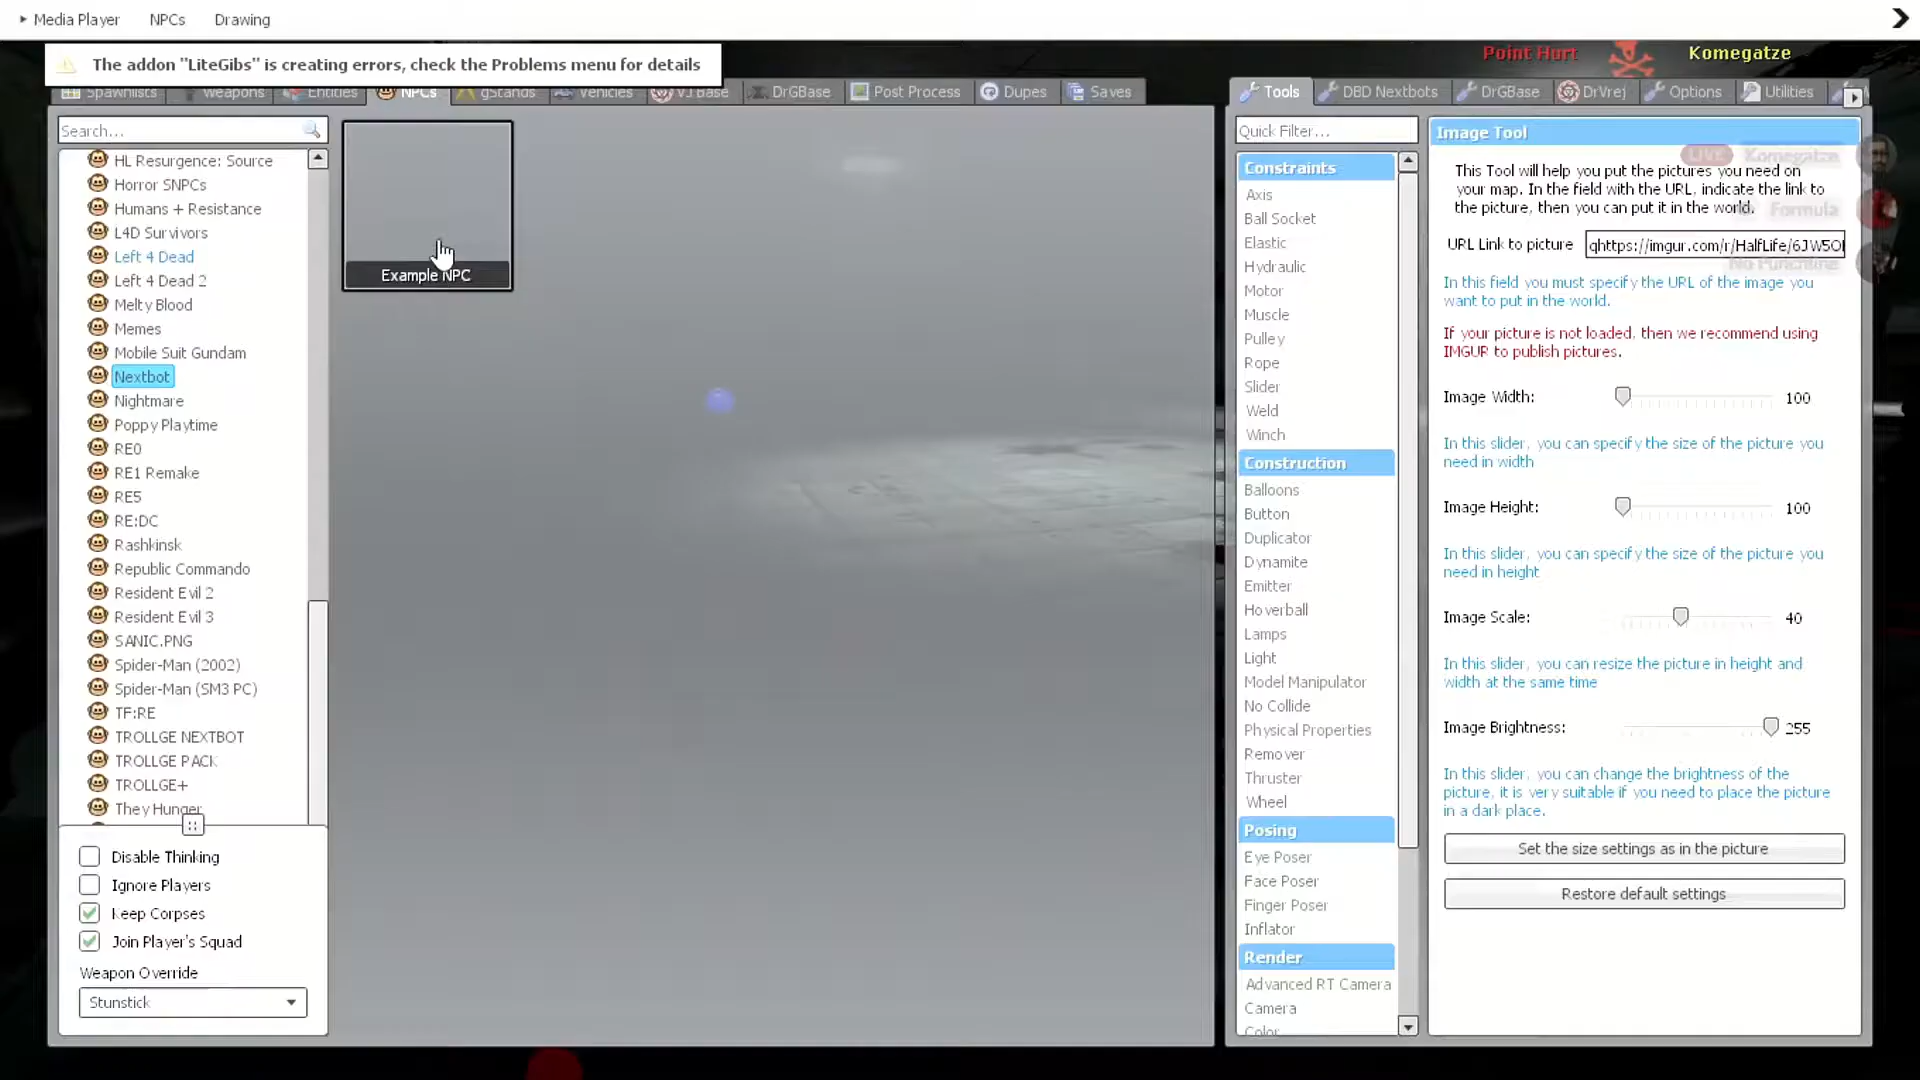 Media Player NPCs Drawing
Point Hurt Komegatze
The addon "LiteGibs" is creating errors, check the Problems menu for details
Spawnlists Weapons Entities NPCs gStands Vehicles VJ Base DrGBase Post Process Dupes Saves
Tools DBD Nextbots DrGBase DrVrej Options Utilities
Search...
HL Resurgence: Source
Horror SNPCs
Humans + Resistance
L4D Survivors
Left 4 Dead
Left 4 Dead 2
Melty Blood
Memes
Mobile Suit Gundam
Nextbot
Nightmare
Poppy Playtime
RE0
RE1 Remake
RE5
RE:DC
Rashkinsk
Republic Commando
Resident Evil 2
Resident Evil 3
SANIC.PNG
Spider-Man (2002)
Spider-Man (SM3 PC)
TF:RE
TROLLGE NEXTBOT
TROLLGE PACK
TROLLGE+
They Hunger
Disable Thinking
Ignore Players
Keep Corpses
Join Player's Squad
Weapon Override
Stunstick
Example NPC
Quick Filter...
Constraints
Axis
Ball Socket
Elastic
Hydraulic
Motor
Muscle
Pulley
Rope
Slider
Weld
Winch
Construction
Balloons
Button
Duplicator
Dynamite
Emitter
Hoverball
Lamps
Light
Model Manipulator
No Collide
Physical Properties
Remover
Thruster
Wheel
Posing
Eye Poser
Face Poser
Finger Poser
Inflator
Render
Advanced RT Camera
Camera
Color
Image Tool
LIVE Komegatze
This Tool will help you put the pictures you need on
your map. In the field with the URL, indicate the link to
the picture, then you can put it in the world.
Formula
URL Link to picture qhttps://imgur.com/r/HalfLife/6JW5O
No Punchline
In this field you must specify the URL of the image you
want to put in the world.
If your picture is not loaded, then we recommend using
IMGUR to publish pictures.
Image Width: 100
In this slider, you can specify the size of the picture you
need in width
Image Height: 100
In this slider, you can specify the size of the picture you
need in height
Image Scale: 40
In this slider, you can resize the picture in height and
width at the same time
Image Brightness: 255
In this slider, you can change the brightness of the
picture, it is very suitable if you need to place the picture
in a dark place.
Set the size settings as in the picture
Restore default settings